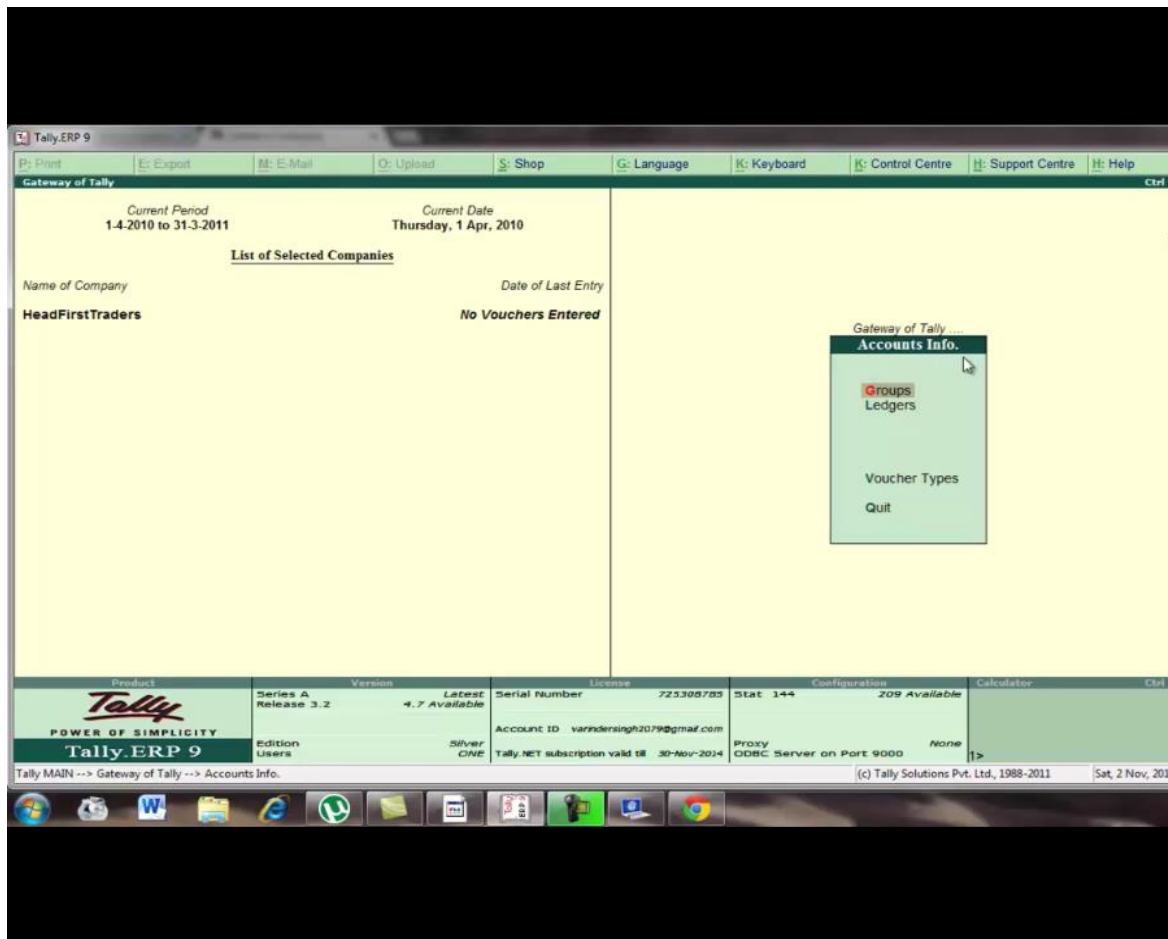 Tally.ERP 9
P: Print E: Export M: E-Mail O: Upload S: Shop G: Language K: Keyboard K: Control Centre H: Support Centre H: Help
Gateway of Tally Ctrl
Current Period Current Date
1-4-2010 to 31-3-2011 Thursday, 1 Apr, 2010
List of Selected Companies
Name of Company Date of Last Entry
HeadFirstTraders No Vouchers Entered
Gateway of Tally ....
Accounts Info.
Groups
Ledgers
Voucher Types
Quit
Product Version License Configuration Calculator Ctrl
Tally
POWER OF SIMPLICITY
Tally.ERP 9
Series A Latest
Release 3.2 4.7 Available
Edition Silver
Users ONE
Serial Number 725308785
Account ID varindersingh2079@gmail.com
Tally.NET subscription valid till 30-Nov-2014
Stat 144 209 Available
Proxy None
ODBC Server on Port 9000
1>
Tally MAIN --> Gateway of Tally --> Accounts Info. (c) Tally Solutions Pvt. Ltd., 1988-2011 Sat, 2 Nov, 201